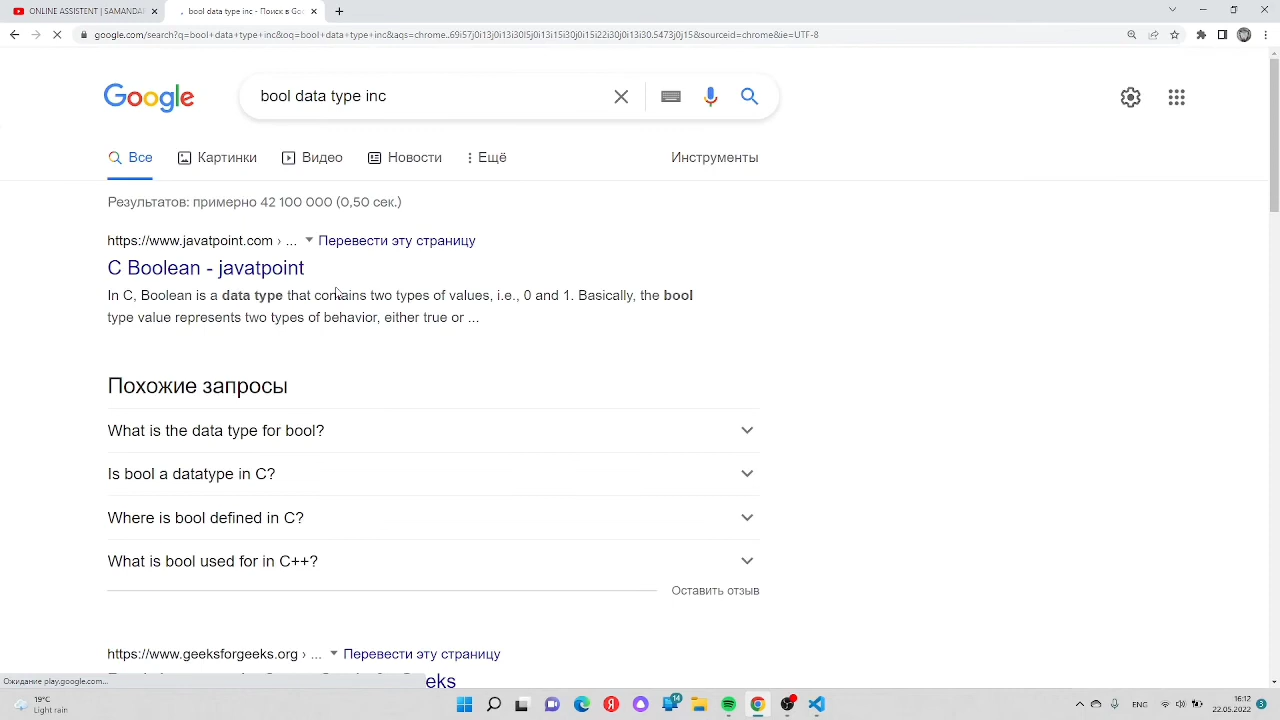 ONLINE ASSISTENT | SAMANDA
bool data type inc - Поиск в Goo
google.com/search?q=bool+data+type+inc&oq=bool+data+type+inc&aqs=chrome..69i57j0i13j0i13i30l5j0i13i15i30j0i15i22i30j0i13i30.5473j0j15&sourceid=chrome&ie=UTF-8
Google
bool data type inc
Все
Картинки
Видео
Новости
Ещё
Инструменты
Результатов: примерно 42 100 000 (0,50 сек.)
https://www.javatpoint.com › ... Перевести эту страницу
C Boolean - javatpoint
In C, Boolean is a data type that contains two types of values, i.e., 0 and 1. Basically, the bool
type value represents two types of behavior, either true or ...
Похожие запросы
What is the data type for bool?
Is bool a datatype in C?
Where is bool defined in C?
What is bool used for in C++?
Оставить отзыв
https://www.geeksforgeeks.org › ... Перевести эту страницу
eeks
Ожидание play.google.com...
19°C
Light rain
14
ENG
16:12
22.05.2022
3